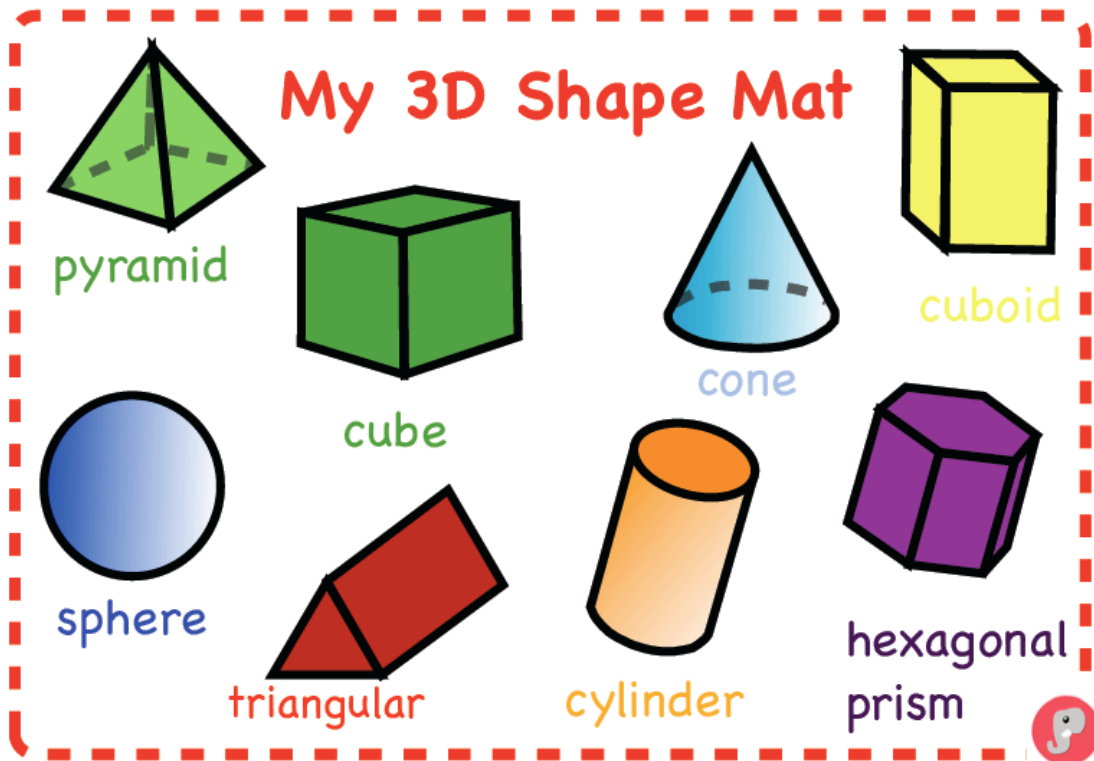 My 3D Shape Mat
pyramid
cuboid
cone
cube
sphere
triangular
cylinder
hexagonal
prism